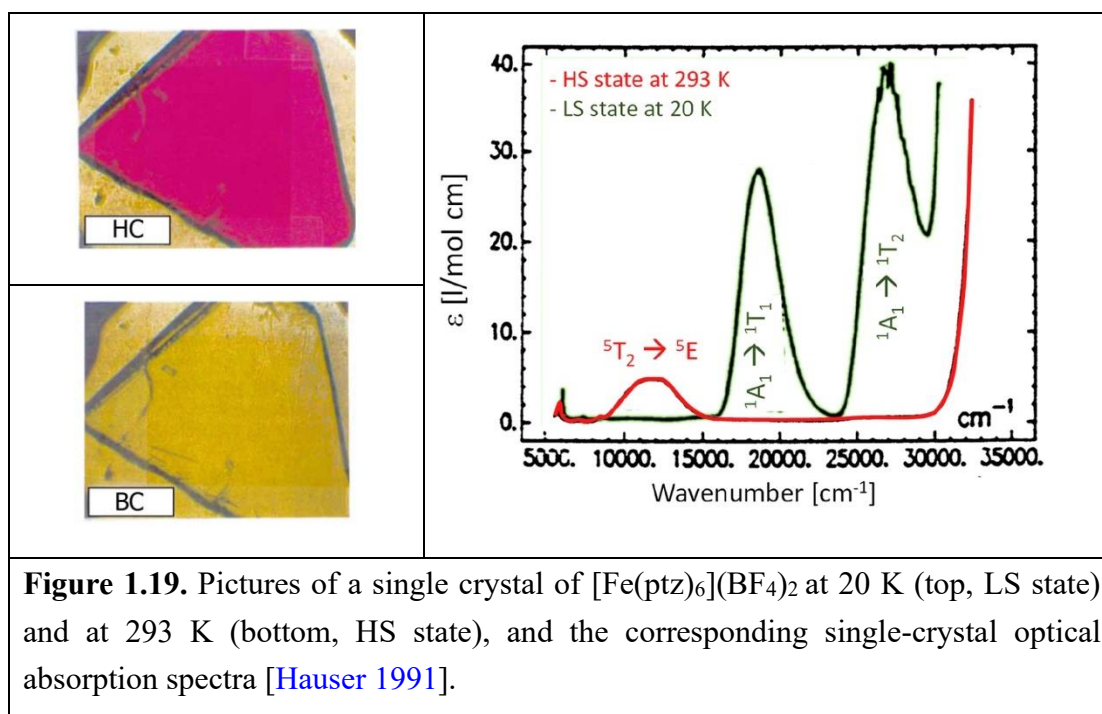 HC
BC
40.
30.
20.
10.
0.
ε [l/mol cm]
- HS state at 293 K
- LS state at 20 K
⁵T₂ → ⁵E
¹A₁ → ¹T₁
¹A₁ → ¹T₂
cm⁻¹
5000. 10000. 15000. 20000. 25000. 30000. 35000.
Wavenumber [cm⁻¹]
Figure 1.19. Pictures of a single crystal of [Fe(ptz)₆](BF₄)₂ at 20 K (top, LS state)
and at 293 K (bottom, HS state), and the corresponding single-crystal optical
absorption spectra [Hauser 1991].